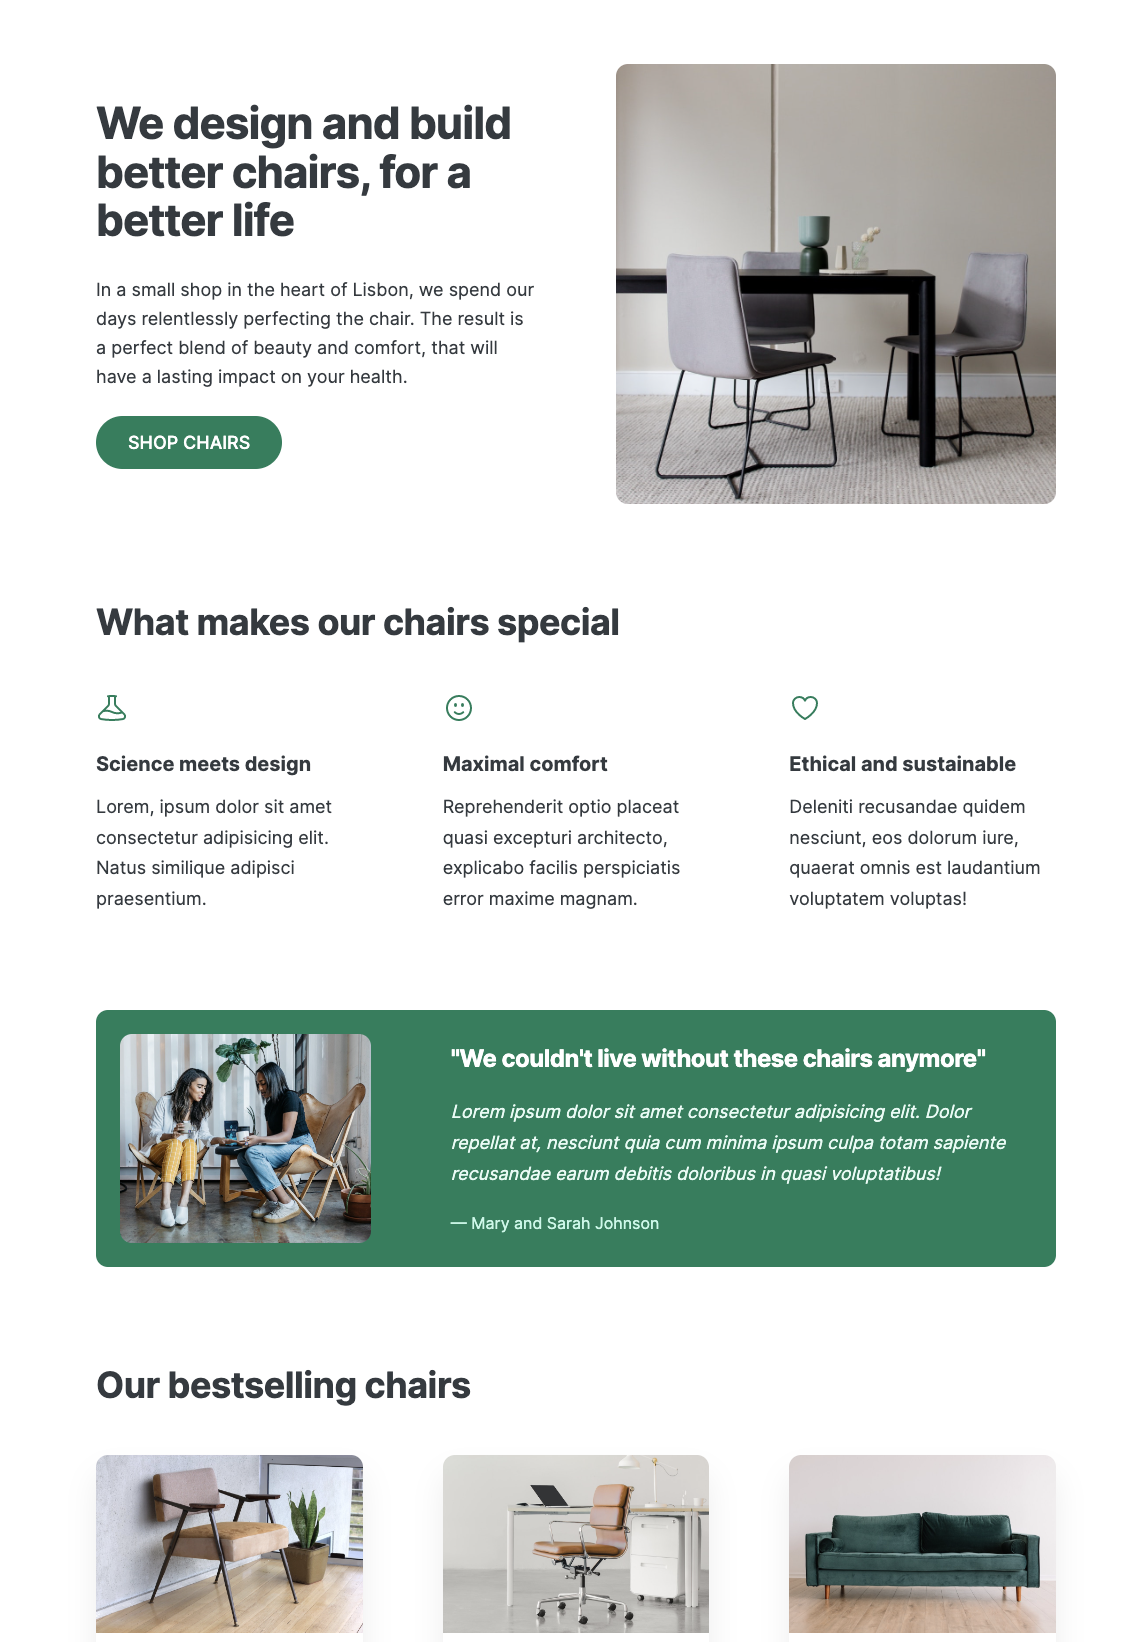 We design and build
better chairs, for a
better life
In a small shop in the heart of Lisbon, we spend our
days relentlessly perfecting the chair. The result is
a perfect blend of beauty and comfort, that will
have a lasting impact on your health.
SHOP CHAIRS
What makes our chairs special
Science meets design
Lorem, ipsum dolor sit amet
consectetur adipisicing elit.
Natus similique adipisci
praesentium.
Maximal comfort
Reprehenderit optio placeat
quasi excepturi architecto,
explicabo facilis perspiciatis
error maxime magnam.
Ethical and sustainable
Deleniti recusandae quidem
nesciunt, eos dolorum iure,
quaerat omnis est laudantium
voluptatem voluptas!
"We couldn't live without these chairs anymore"
Lorem ipsum dolor sit amet consectetur adipisicing elit. Dolor
repellat at, nesciunt quia cum minima ipsum culpa totam sapiente
recusandae earum debitis doloribus in quasi voluptatibus!
— Mary and Sarah Johnson
Our bestselling chairs